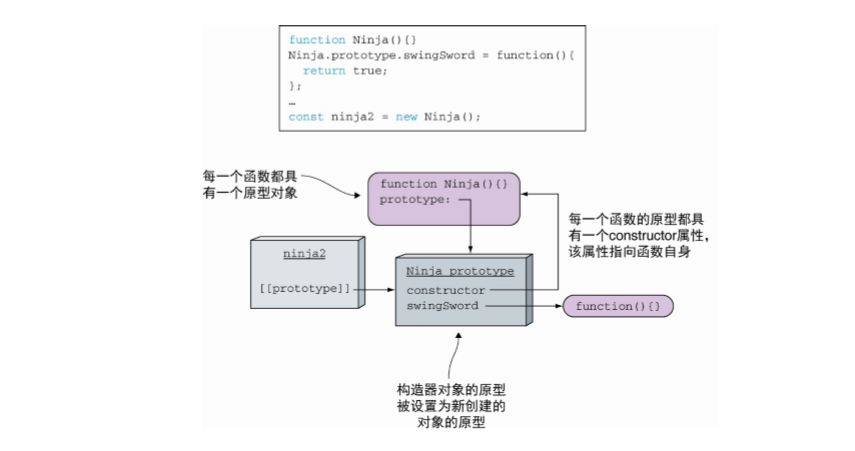 function Ninja(){}
Ninja.prototype.swingSword = function(){
return true;
};
…
const ninja2 = new Ninja();
每一个函数都具
有一个原型对象
function Ninja(){}
prototype:
每一个函数的原型都具
有一个constructor属性，
该属性指向函数自身
ninja2
[[prototype]]
Ninja prototype
constructor
swingSword
function(){}
构造器对象的原型
被设置为新创建的
对象的原型